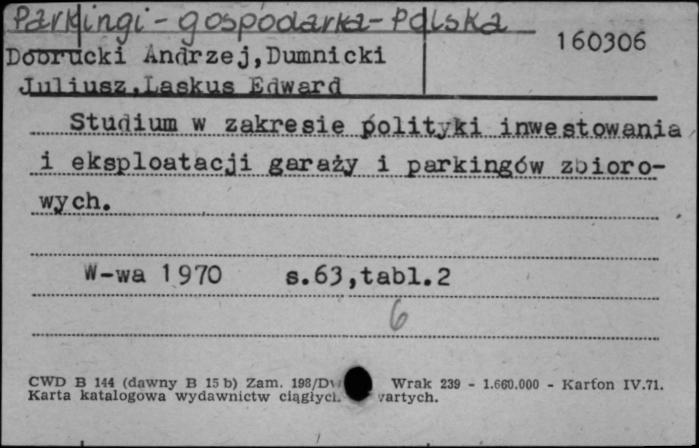 Parkingi - gospodarka - Polska
160306
Dobrucki Andrzej,Dumnicki
Juliusz,Laskus Edward
Studium w zakresie polityki inwestowania
i eksploatacji garaży i parkingów zbioro-
wych.
W-wa 1970 s.63,tabl.2
6
CWD B 144 (dawny B 15 b) Zam. 198/Dw Wrak 239 - 1.660.000 - Karton IV.71.
Karta katalogowa wydawnictw ciągłych wartych.